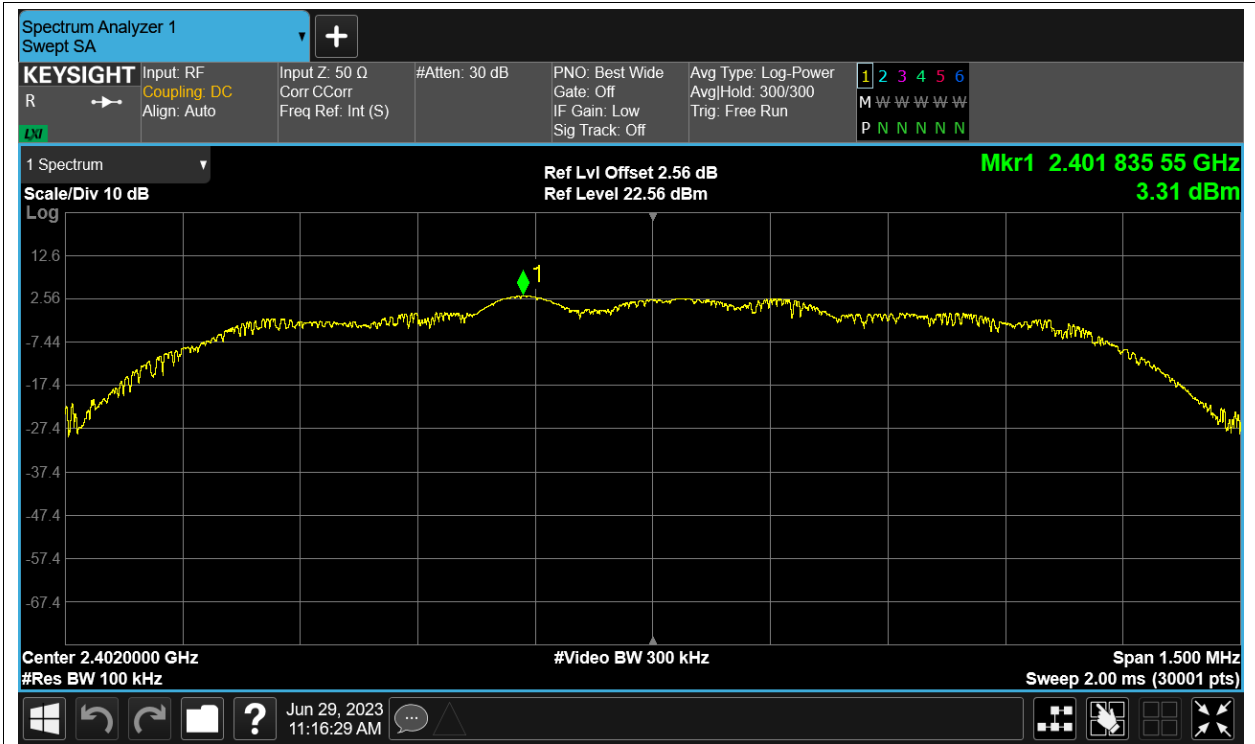 Spectrum Analyzer 1
Swept SA
KEYSIGHT
R
LXI
Input: RF
Coupling: DC
Align: Auto
Input Z: 50 Ω
Corr CCorr
Freq Ref: Int (S)
#Atten: 30 dB
PNO: Best Wide
Gate: Off
IF Gain: Low
Sig Track: Off
Avg Type: Log-Power
Avg|Hold: 300/300
Trig: Free Run
1 2 3 4 5 6
M W W W W W
P N N N N N
1 Spectrum
Scale/Div 10 dB
Log
Ref Lvl Offset 2.56 dB
Ref Level 22.56 dBm
Mkr1 2.401 835 55 GHz
3.31 dBm
1
12.6
2.56
-7.44
-17.4
-27.4
-37.4
-47.4
-57.4
-67.4
Center 2.4020000 GHz
#Video BW 300 kHz
Span 1.500 MHz
#Res BW 100 kHz
Sweep 2.00 ms (30001 pts)
?
Jun 29, 2023
11:16:29 AM